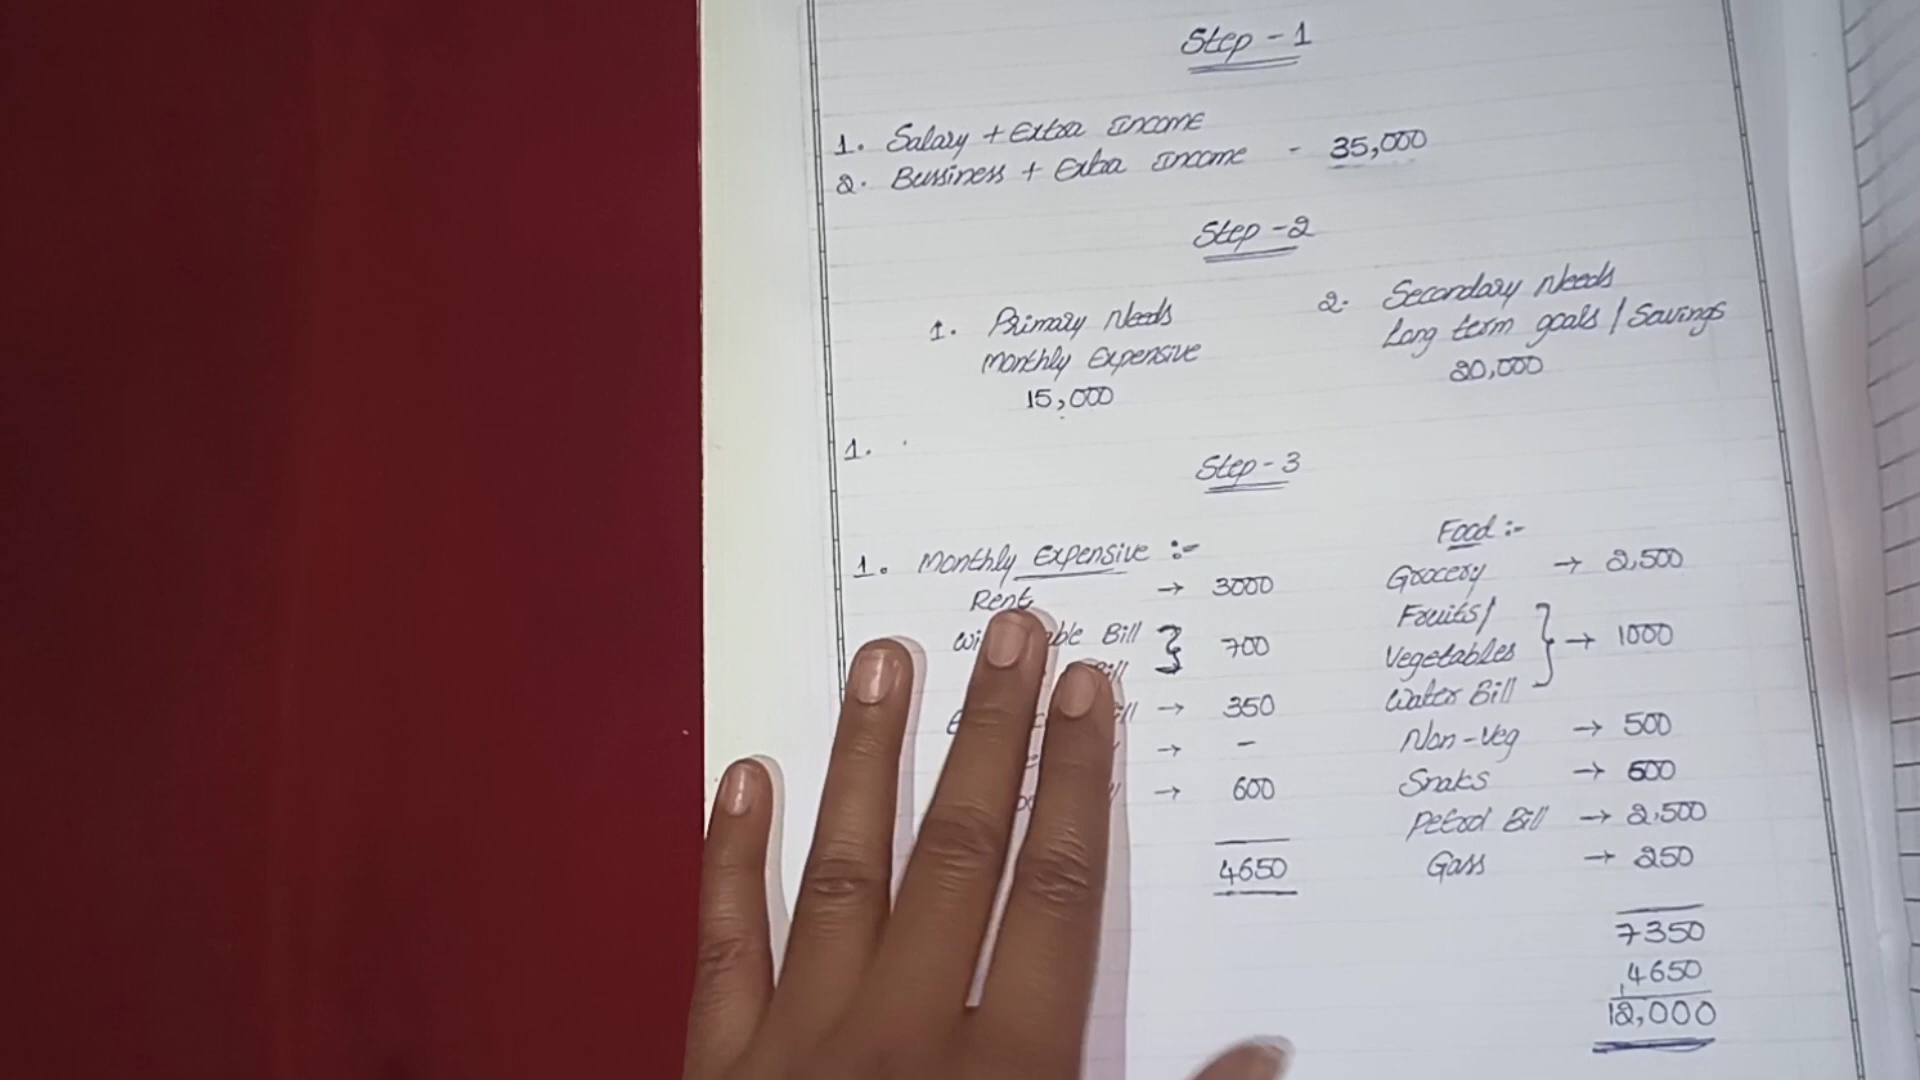 Step - 1
1. Salary + Extra Income
2. Bussiness + Extra Income - 35,000
Step - 2
1. Primary Needs
Monthly Expensive
15,000
2. Secondary Needs
Long term goals / Savings
20,000
1.
Step - 3
1. Monthly Expensive :-
Rent → 3000
Bill } 700
Bill
→ 350
→ -
→ 600
4650
Food :-
Grocery → 2,500
Fruits /
Vegetables } → 1000
Water Bill
Non-Veg → 500
Snaks → 600
Petrol Bill → 2,500
Gass → 250
7350
4650
12,000